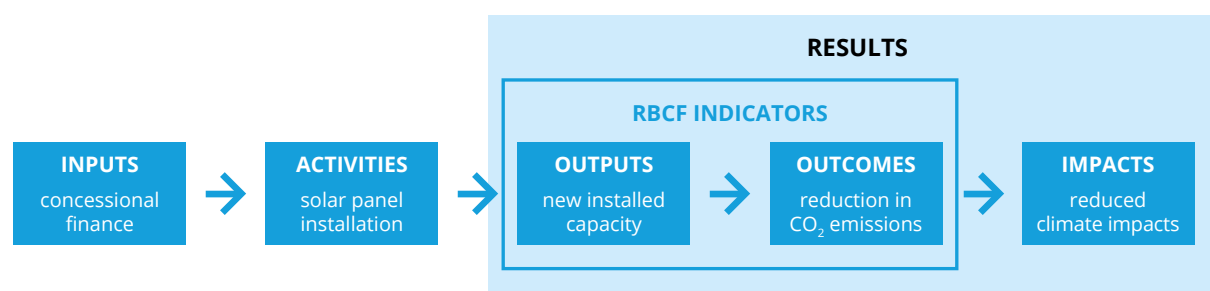 RESULTS
RBCF INDICATORS
INPUTS
concessional
finance
ACTIVITIES
solar panel
installation
OUTPUTS
new installed
capacity
OUTCOMES
reduction in
CO₂ emissions
IMPACTS
reduced
climate impacts